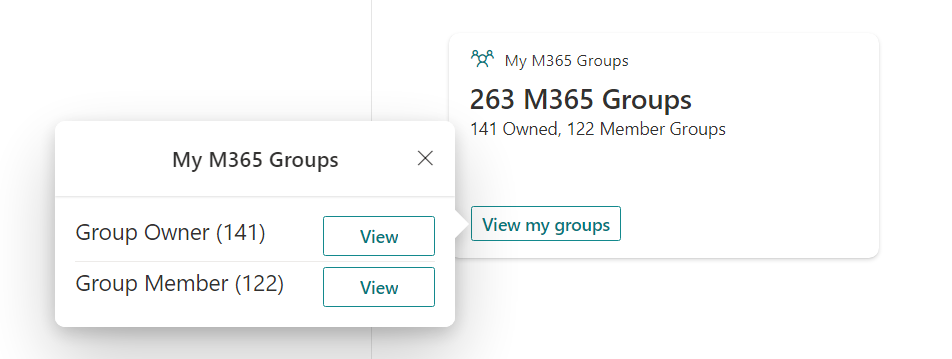 My M365 Groups
263 M365 Groups
141 Owned, 122 Member Groups
View my groups
My M365 Groups
Group Owner (141)
View
Group Member (122)
View